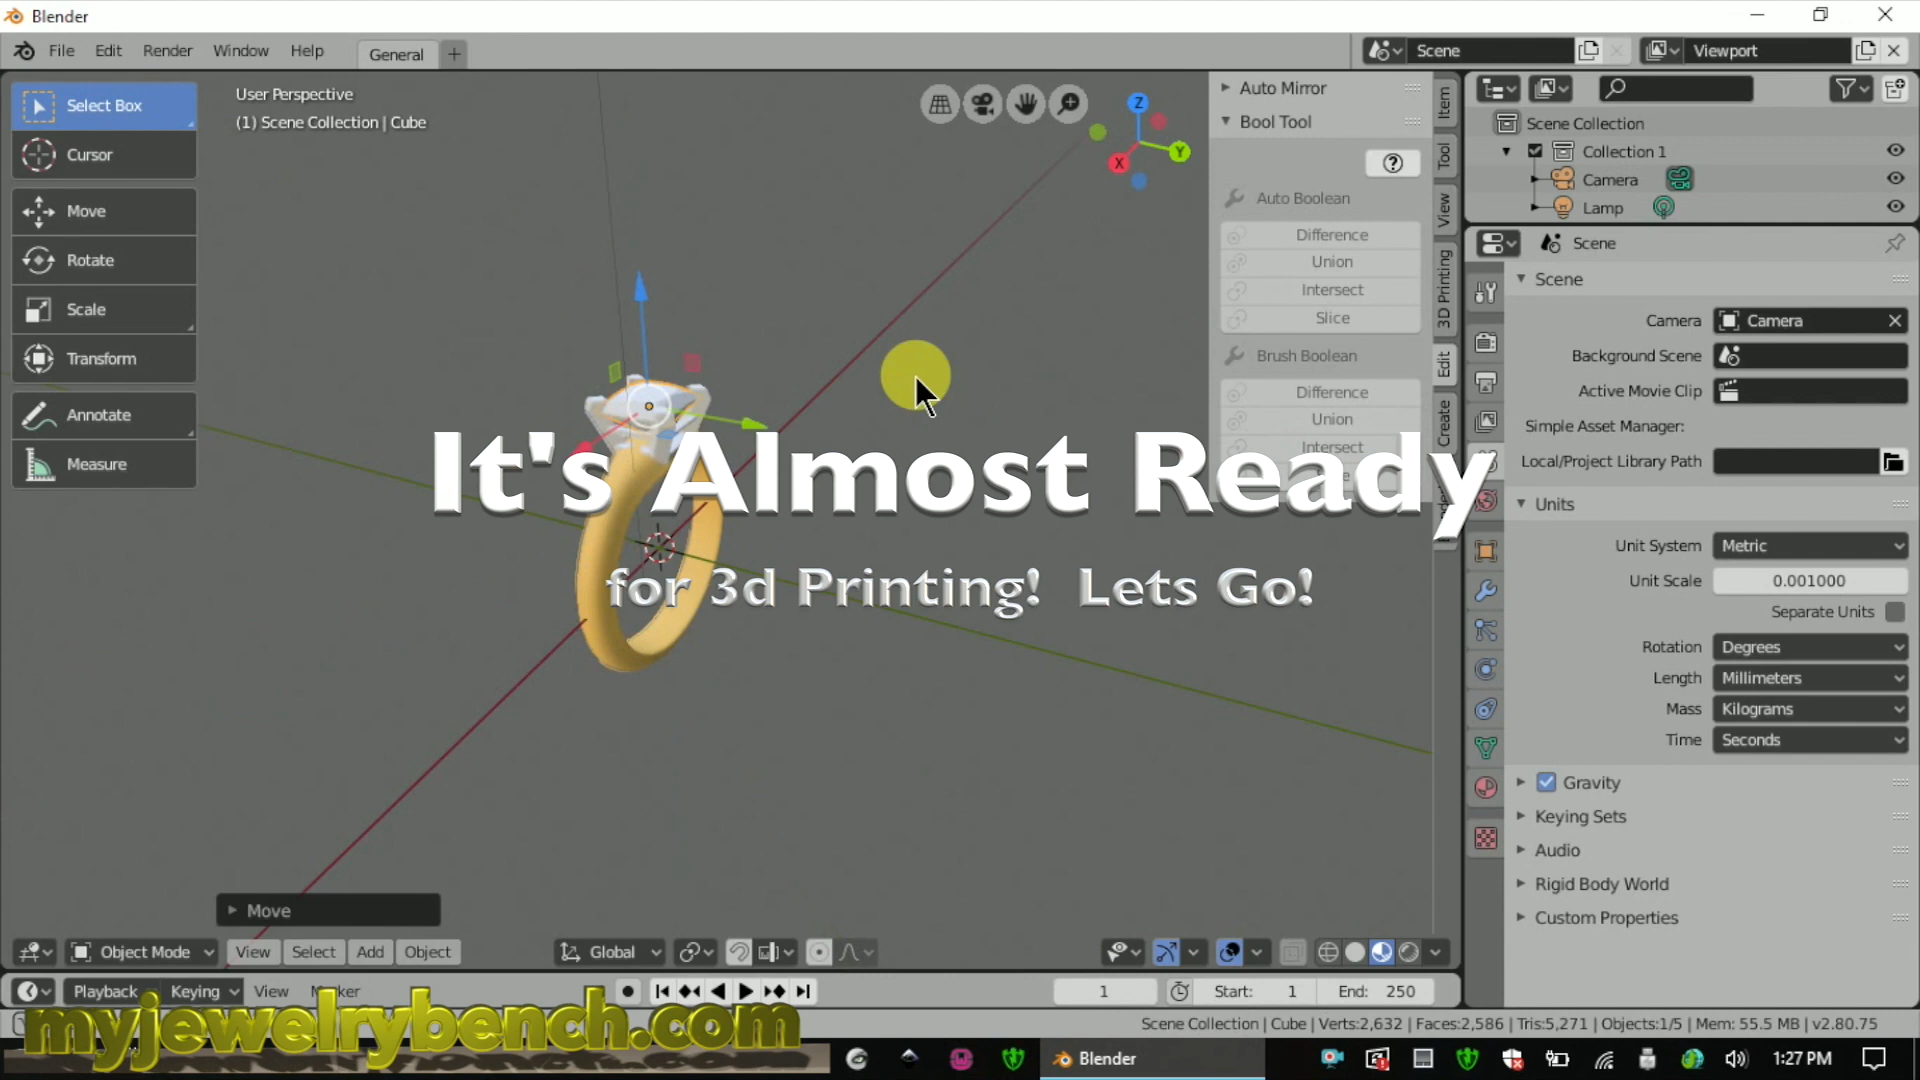 Blender
File Edit Render Window Help General + Scene Viewport
Select Box
Cursor
Move
Rotate
Scale
Transform
Annotate
Measure
User Perspective
(1) Scene Collection | Cube
Z
Y
X
Auto Mirror
Bool Tool
?
Auto Boolean
Difference
Union
Intersect
Slice
Brush Boolean
Difference
Union
Intersect
Item
Tool
View
3D Printing
Edit
Create
Scene Collection
Collection 1
Camera
Lamp
Scene
Scene
Camera Camera
Background Scene
Active Movie Clip
Simple Asset Manager:
Local/Project Library Path
Units
Unit System Metric
Unit Scale 0.001000
Separate Units
Rotation Degrees
Length Millimeters
Mass Kilograms
Time Seconds
Gravity
Keying Sets
Audio
Rigid Body World
Custom Properties
It's Almost Ready
for 3d Printing! Lets Go!
Move
Object Mode View Select Add Object Global
Playback Keying View 1 Start: 1 End: 250
myjewelrybench.com
Scene Collection | Cube | Verts:2,632 | Faces:2,586 | Tris:5,271 | Objects:1/5 | Mem: 55.5 MB | v2.80.75
Blender 1:27 PM